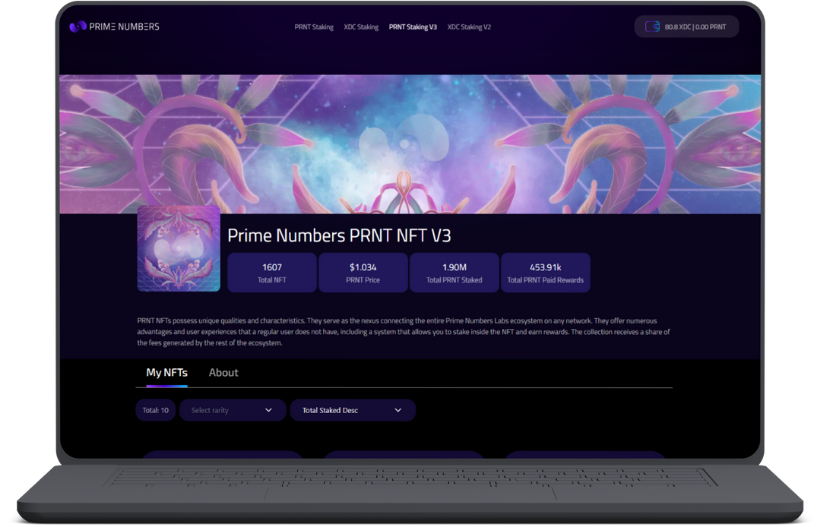 PRIME NUMBERS
PRNT Staking XDC Staking PRNT Staking V3 XDC Staking V2
80.8 XDC | 0.00 PRNT
Prime Numbers PRNT NFT V3
1607 $1.034 1.90M 453.91k
Total NFT PRNT Price Total PRNT Staked Total PRNT Paid Rewards
PRNT NFTs possess unique qualities and characteristics. They serve as the nexus connecting the entire Prime Numbers Labs ecosystem on any network. They offer numerous
advantages and user experiences that a regular user does not have, including a system that allows you to stake inside the NFT and earn rewards. The collection receives a share of
the fees generated by the rest of the ecosystem.
My NFTs About
Total: 10 Select rarity Total Staked Desc